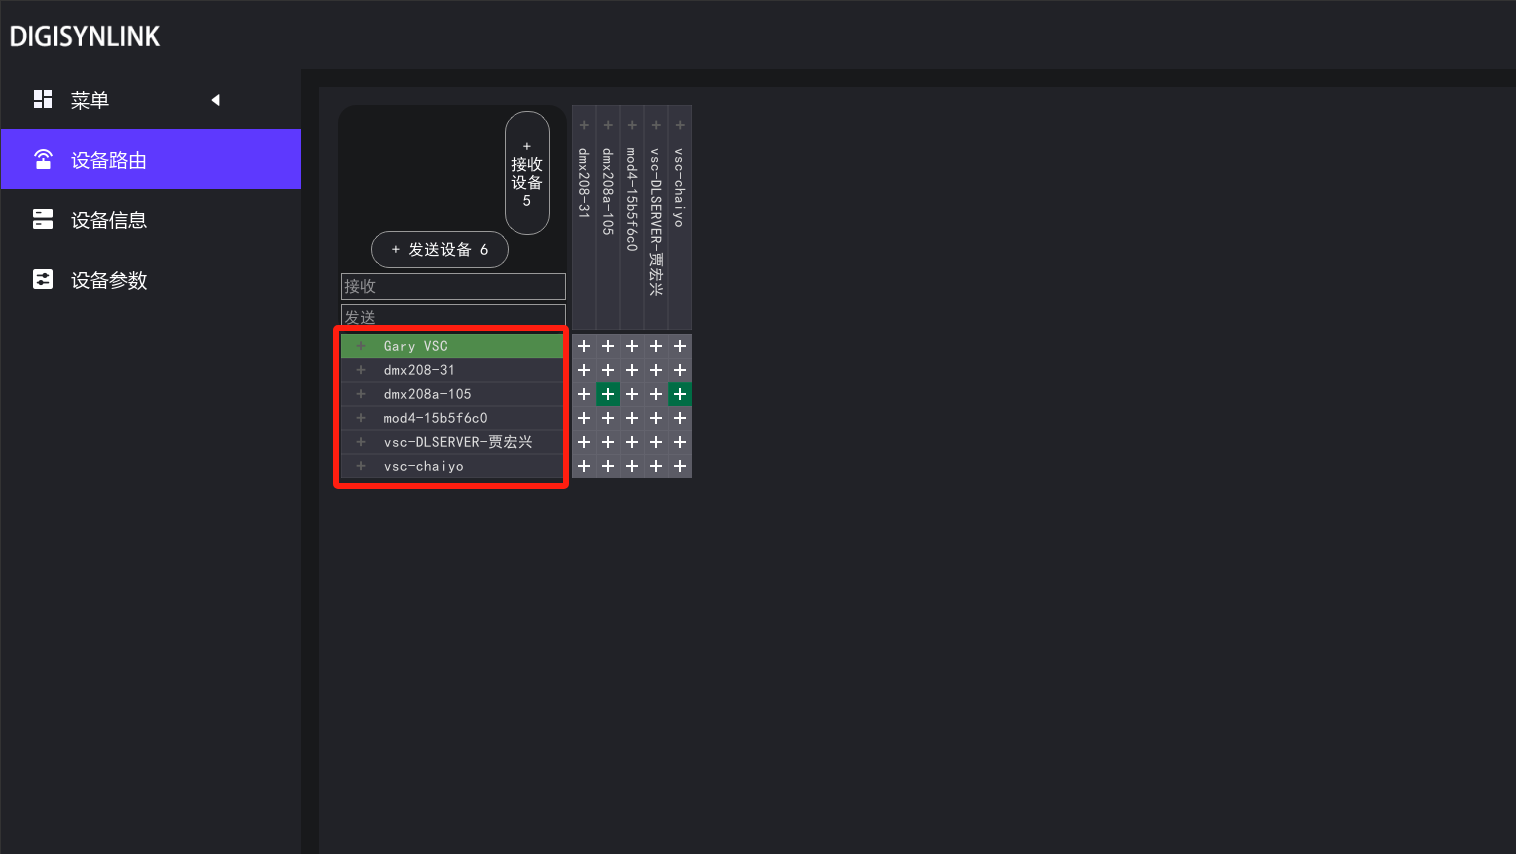 DIGISYNLINK
菜单
设备路由
设备信息
设备参数
+
接收
设备
5
+ 发送设备 6
接收
发送
+ dmx208-31
+ dmx208a-105
+ mod4-15b5f6c0
+ vsc-DLSERVER-贾宏兴
+ vsc-chaiyo
+ Gary VSC + + + + +
+ dmx208-31 + + + + +
+ dmx208a-105 + + + + +
+ mod4-15b5f6c0 + + + + +
+ vsc-DLSERVER-贾宏兴 + + + + +
+ vsc-chaiyo + + + + +